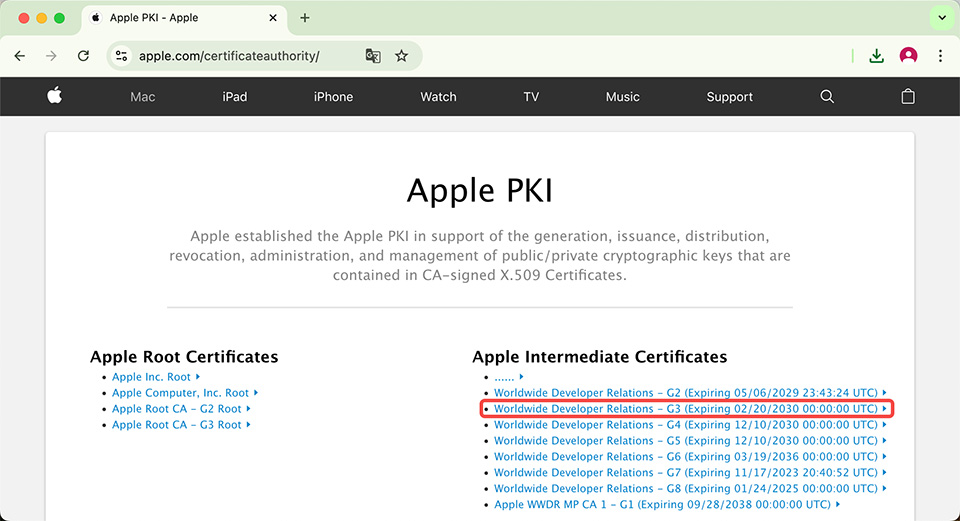 Apple PKI - Apple
apple.com/certificateauthority/
Mac iPad iPhone Watch TV Music Support
Apple PKI
Apple established the Apple PKI in support of the generation, issuance, distribution,
revocation, administration, and management of public/private cryptographic keys that are
contained in CA-signed X.509 Certificates.
Apple Root Certificates
Apple Inc. Root
Apple Computer, Inc. Root
Apple Root CA - G2 Root
Apple Root CA - G3 Root
Apple Intermediate Certificates
......
Worldwide Developer Relations - G2 (Expiring 05/06/2029 23:43:24 UTC)
Worldwide Developer Relations - G3 (Expiring 02/20/2030 00:00:00 UTC)
Worldwide Developer Relations - G4 (Expiring 12/10/2030 00:00:00 UTC)
Worldwide Developer Relations - G5 (Expiring 12/10/2030 00:00:00 UTC)
Worldwide Developer Relations - G6 (Expiring 03/19/2036 00:00:00 UTC)
Worldwide Developer Relations - G7 (Expiring 11/17/2023 20:40:52 UTC)
Worldwide Developer Relations - G8 (Expiring 01/24/2025 00:00:00 UTC)
Apple WWDR MP CA 1 - G1 (Expiring 09/28/2038 00:00:00 UTC)